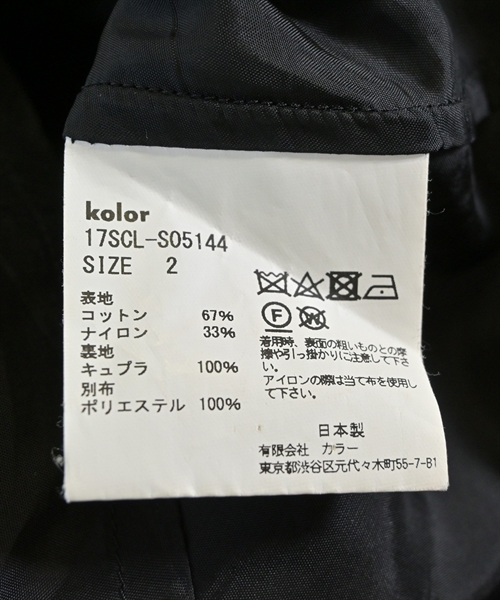 kolor
17SCL-S05144
SIZE 2
表地
コットン 67%
ナイロン 33%
裏地
キュプラ 100%
別布
ポリエステル 100%
F
W
着用時、表面の粗いものとの摩
擦や引っ掛かりに注意して下さ
い。
アイロンの際は当て布を使用し
て下さい。
日本製
有限会社 カラー
東京都渋谷区元代々木町55-7-B1